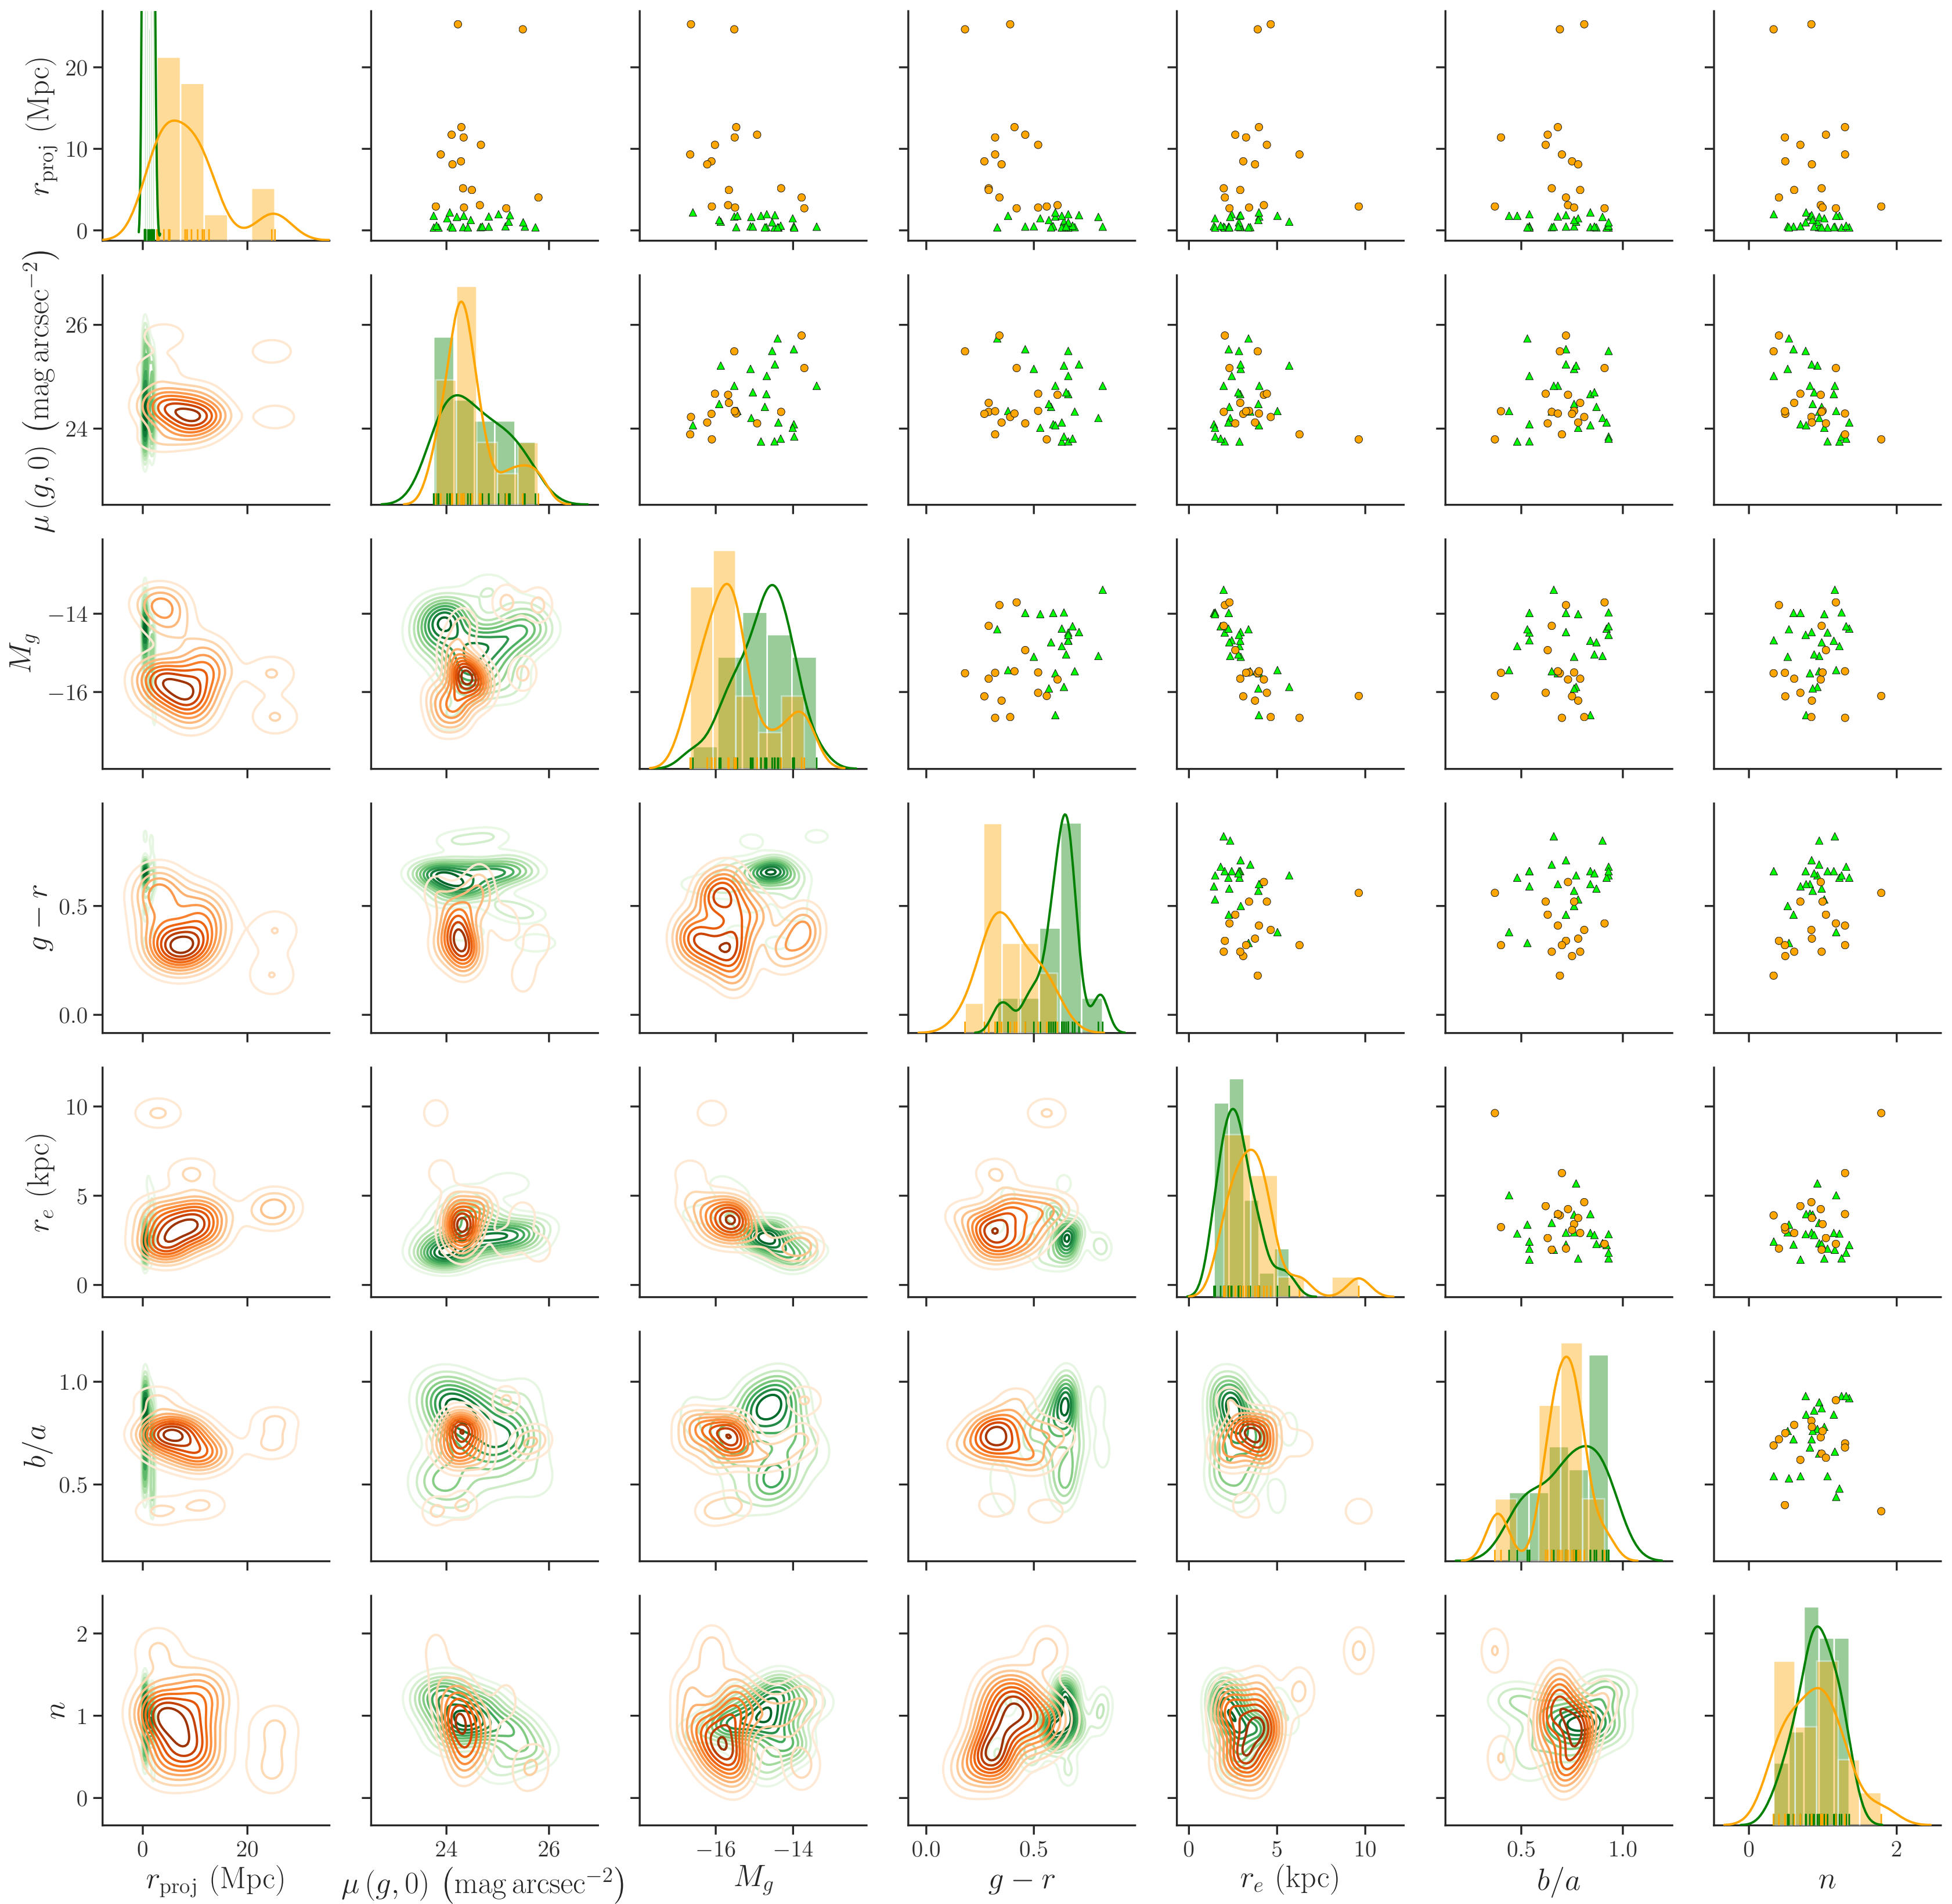 20
10
0
r_proj (Mpc)
26
24
μ (g, 0) (mag arcsec⁻²)
−14
−16
M_g
0.5
0.0
g − r
10
5
0
r_e (kpc)
1.0
0.5
b/a
2
1
0
n
0 20 24 26 −16 −14 0.0 0.5 0 5 10 0.5 1.0 0 2
r_proj (Mpc) μ (g, 0) (mag arcsec⁻²) M_g g − r r_e (kpc) b/a n